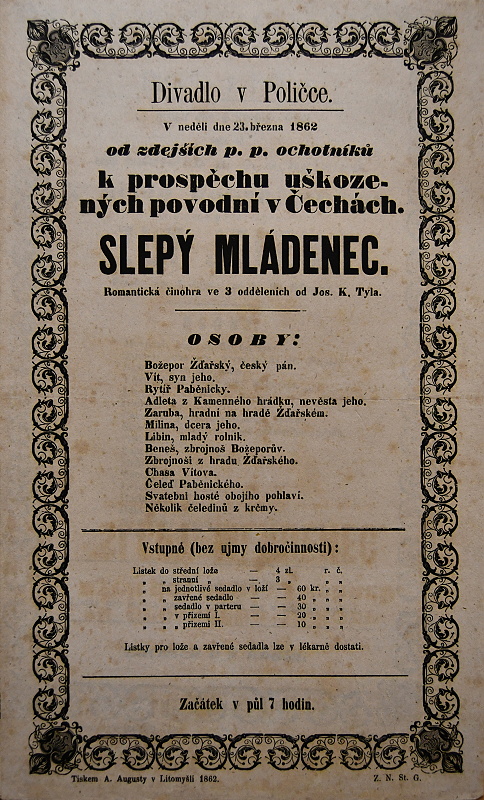 Divadlo v Poličce.
V neděli dne 23. března 1862
od zdejších p. p. ochotníků
k prospěchu uškoze-
ných povodní v Čechách.
SLEPÝ MLÁDENEC.
Romantická činohra ve 3 odděleních od Jos. K. Tyla.
OSOBY:
Božepor Žďařský, český pán.
Vít, syn jeho.
Rytíř Paběnický.
Adleta z Kamenného hrádku, nevěsta jeho.
Zaruba, hradní na hradě Žďařském.
Milina, dcera jeho.
Libin, mladý rolník.
Beneš, zbrojnoš Božeporův.
Zbrojnoši z hradu Žďařského.
Chasa Vítova.
Čeleď Paběnického.
Svatební hosté obojího pohlaví.
Několik čeledínů z krčmy.
Vstupné (bez ujmy dobročinnosti):
Lístek do střední lože — 4 zl. „ r. č.
„ „ stranní „ — 3 „ „ „
„ na jednotlivé sedadlo v loži — 60 kr. „ „
„ „ zavřené sedadlo — 40 „ „ „
„ „ sedadlo v parteru — — 30 „ „ „
„ „ v přízemí I. — — 20 „ „ „
„ „ přízemí II. — — 10 „ „ „
Lístky pro lože a zavřené sedadla lze v lékárně dostati.
Začátek v půl 7 hodin.
Tiskem A. Augusty v Litomyšli 1862.
Z. N. St. G.